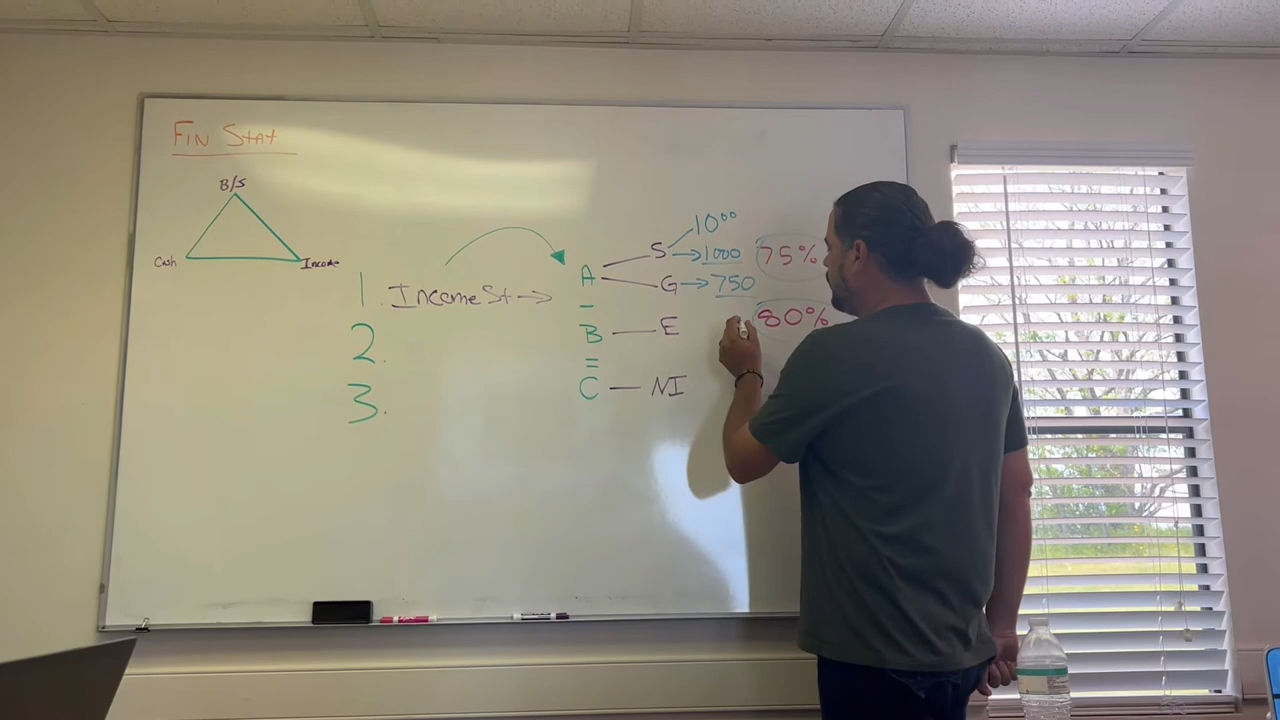 FIN STAT
B/S
Cash
Income
1. Income St →
2.
3.
A
–
B
=
C
S
10⁰⁰
→ 1000
75%
G → 750
80%
E
NI